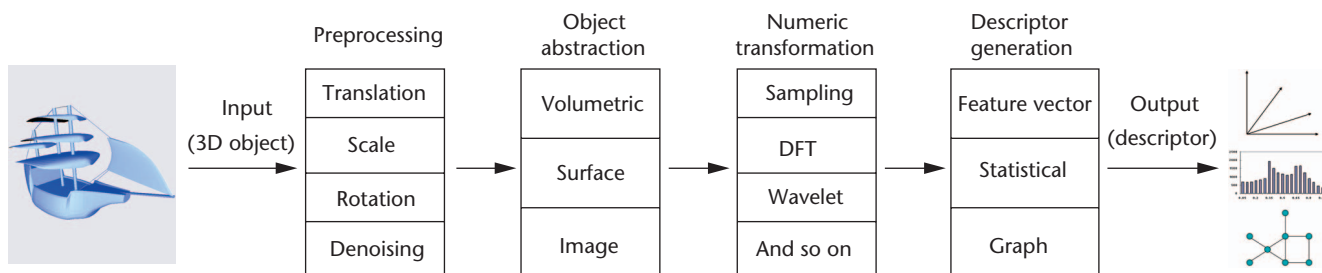 Preprocessing
Object
abstraction
Numeric
transformation
Descriptor
generation
Input
(3D object)
Translation
Scale
Rotation
Denoising
Volumetric
Surface
Image
Sampling
DFT
Wavelet
And so on
Feature vector
Statistical
Graph
Output
(descriptor)